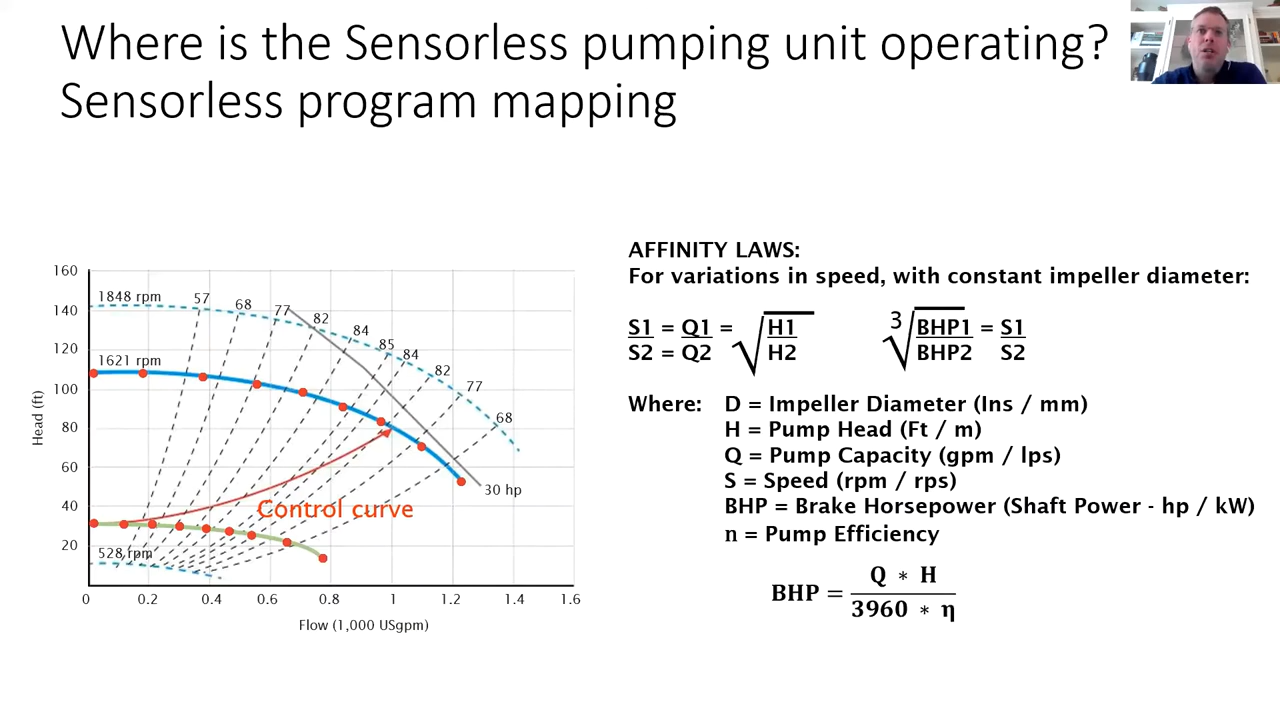 Where is the Sensorless pumping unit operating?
Sensorless program mapping
160
140
120
100
80
60
40
20
0
0.2
0.4
0.6
0.8
1
1.2
1.4
1.6
Head (ft)
Flow (1,000 USgpm)
1848 rpm
57
68
77
82
84
85
84
82
77
68
1621 rpm
30 hp
Control curve
528 rpm
AFFINITY LAWS:
For variations in speed, with constant impeller diameter:
S1 = Q1 = √H1
S2 = Q2 H2
3√BHP1 = S1
BHP2 S2
Where: D = Impeller Diameter (Ins / mm)
H = Pump Head (Ft / m)
Q = Pump Capacity (gpm / lps)
S = Speed (rpm / rps)
BHP = Brake Horsepower (Shaft Power - hp / kW)
n = Pump Efficiency
Q * H
BHP =
3960 * η